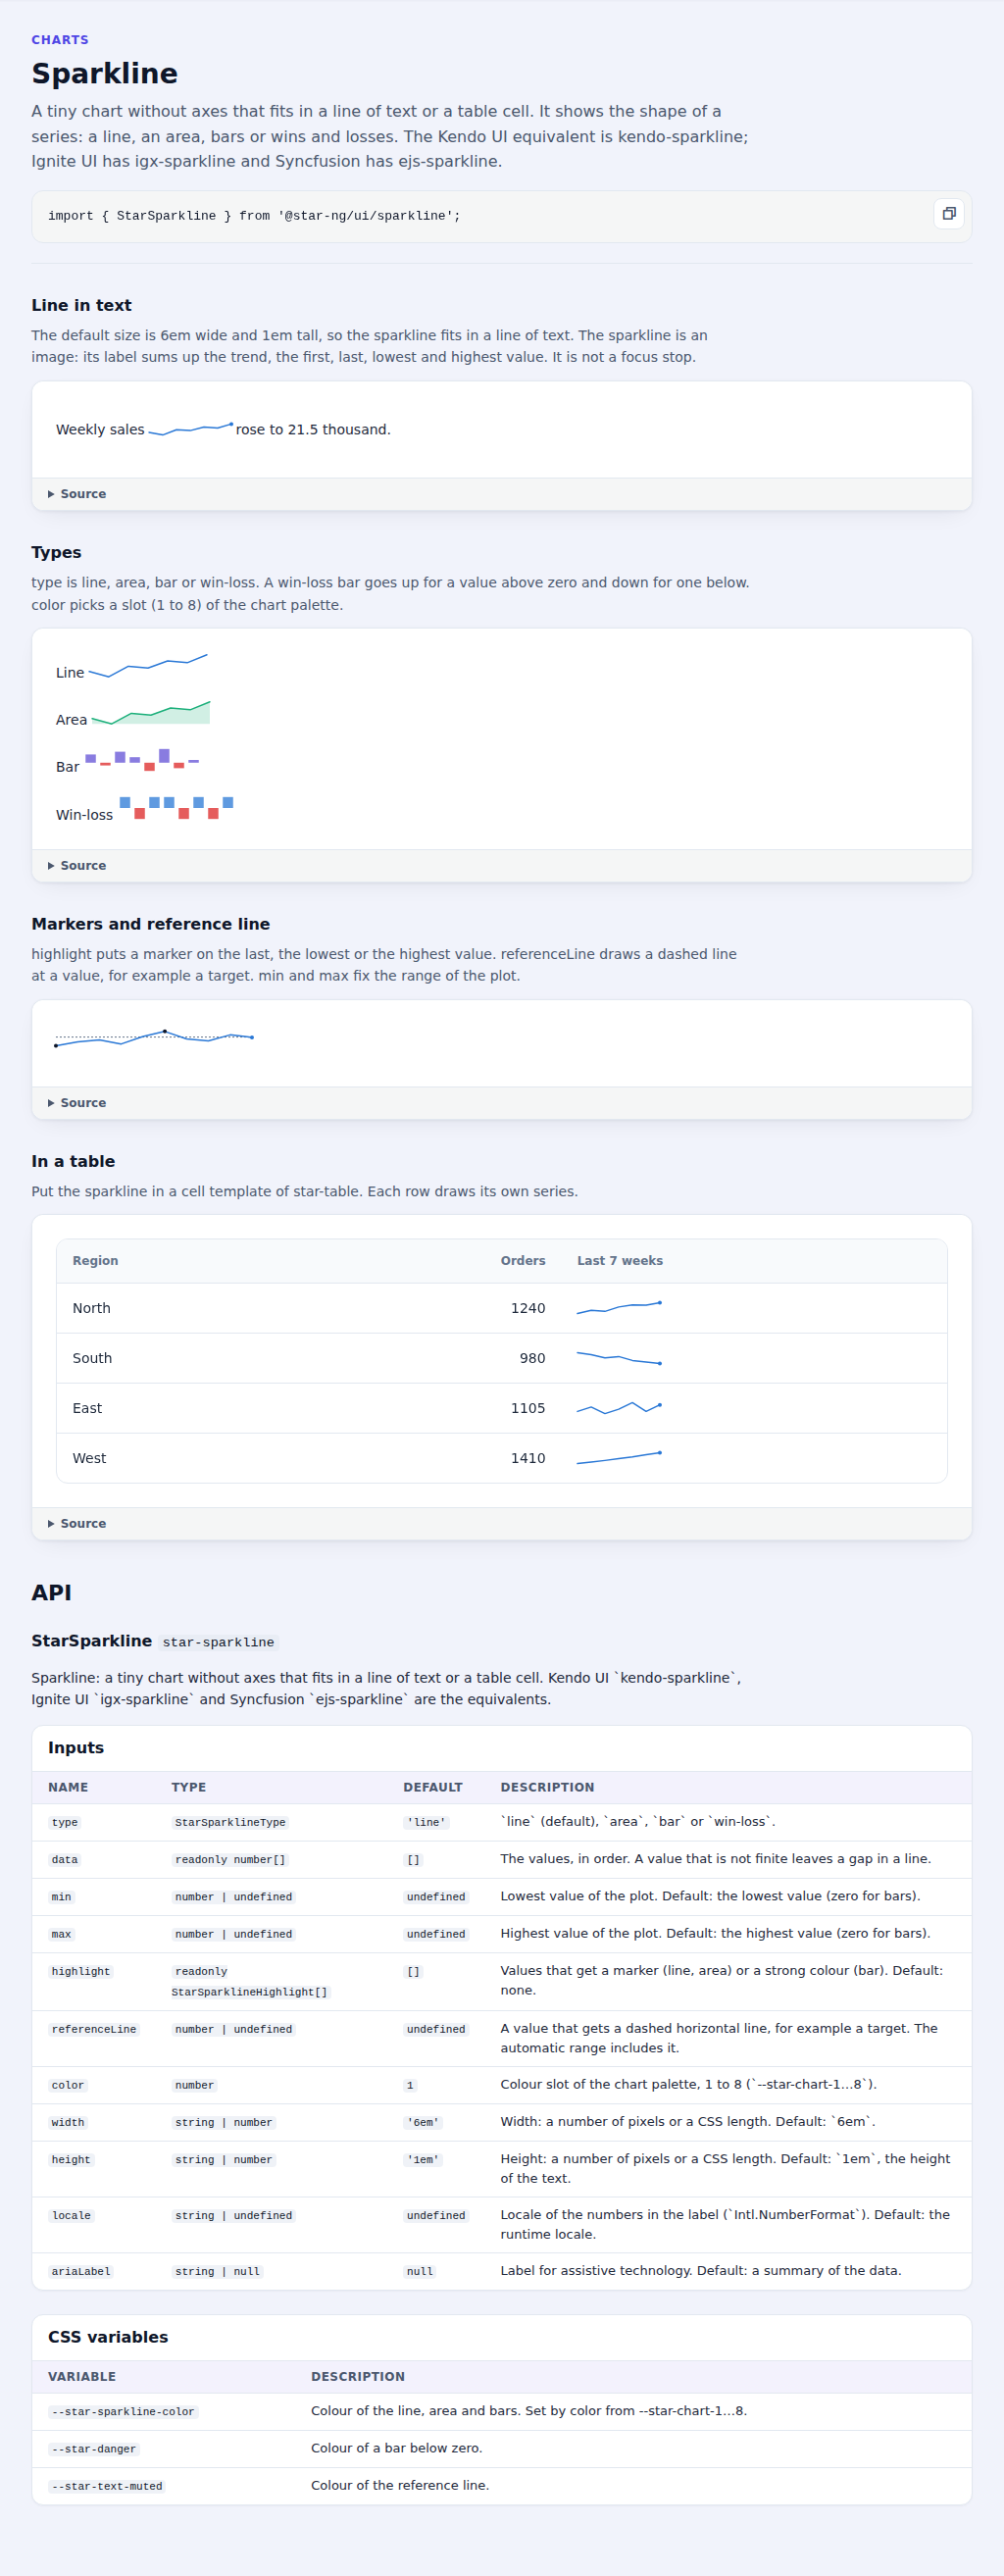 CHARTS
Sparkline
A tiny chart without axes that fits in a line of text or a table cell. It shows the shape of a
series: a line, an area, bars or wins and losses. The Kendo UI equivalent is kendo-sparkline;
Ignite UI has igx-sparkline and Syncfusion has ejs-sparkline.
import { StarSparkline } from '@star-ng/ui/sparkline';
Line in text
The default size is 6em wide and 1em tall, so the sparkline fits in a line of text. The sparkline is an
image: its label sums up the trend, the first, last, lowest and highest value. It is not a focus stop.
Weekly sales rose to 21.5 thousand.
Source
Types
type is line, area, bar or win-loss. A win-loss bar goes up for a value above zero and down for one below.
color picks a slot (1 to 8) of the chart palette.
Line
Area
Bar
Win-loss
Source
Markers and reference line
highlight puts a marker on the last, the lowest or the highest value. referenceLine draws a dashed line
at a value, for example a target. min and max fix the range of the plot.
Source
In a table
Put the sparkline in a cell template of star-table. Each row draws its own series.
Region Orders Last 7 weeks
North 1240
South 980
East 1105
West 1410
Source
API
StarSparkline star-sparkline
Sparkline: a tiny chart without axes that fits in a line of text or a table cell. Kendo UI `kendo-sparkline`,
Ignite UI `igx-sparkline` and Syncfusion `ejs-sparkline` are the equivalents.
Inputs
NAME TYPE DEFAULT DESCRIPTION
type StarSparklineType 'line' `line` (default), `area`, `bar` or `win-loss`.
data readonly number[] [] The values, in order. A value that is not finite leaves a gap in a line.
min number | undefined undefined Lowest value of the plot. Default: the lowest value (zero for bars).
max number | undefined undefined Highest value of the plot. Default: the highest value (zero for bars).
highlight readonly [] Values that get a marker (line, area) or a strong colour (bar). Default:
StarSparklineHighlight[] none.
referenceLine number | undefined undefined A value that gets a dashed horizontal line, for example a target. The
automatic range includes it.
color number 1 Colour slot of the chart palette, 1 to 8 (`--star-chart-1…8`).
width string | number '6em' Width: a number of pixels or a CSS length. Default: `6em`.
height string | number '1em' Height: a number of pixels or a CSS length. Default: `1em`, the height
of the text.
locale string | undefined undefined Locale of the numbers in the label (`Intl.NumberFormat`). Default: the
runtime locale.
ariaLabel string | null null Label for assistive technology. Default: a summary of the data.
CSS variables
VARIABLE DESCRIPTION
--star-sparkline-color Colour of the line, area and bars. Set by color from --star-chart-1…8.
--star-danger Colour of a bar below zero.
--star-text-muted Colour of the reference line.